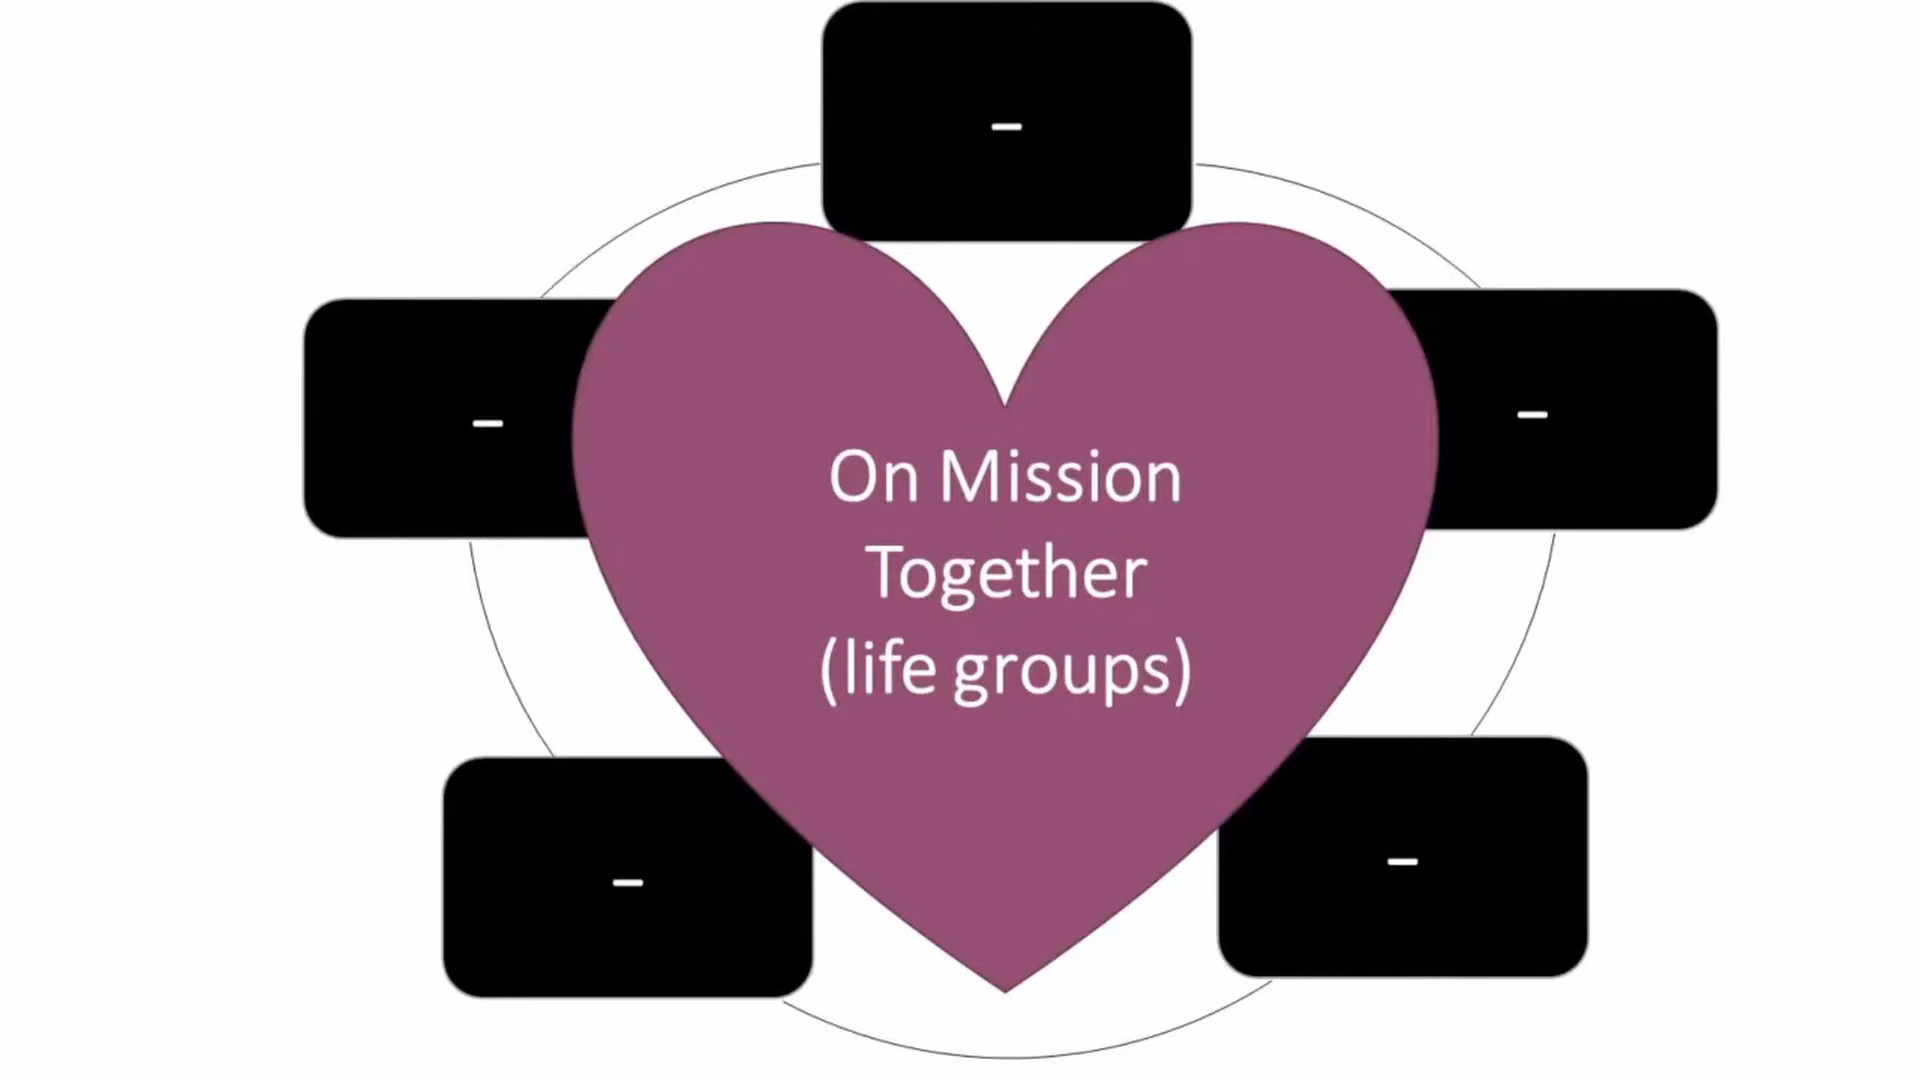 –
–
–
On Mission
Together
(life groups)
–
–